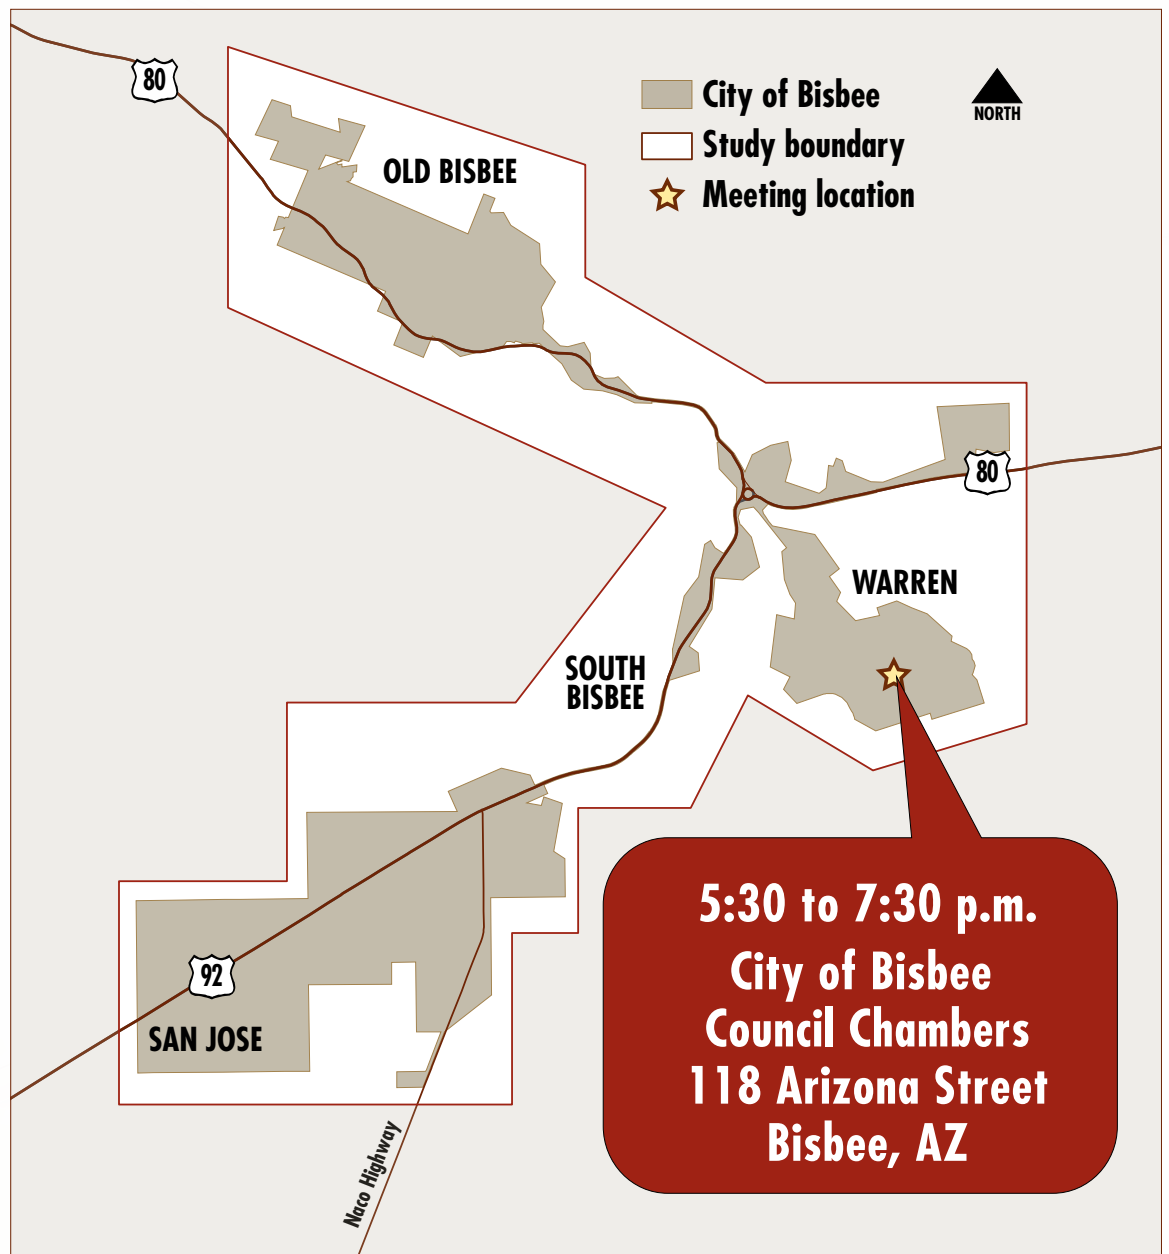 80
City of Bisbee
NORTH
Study boundary
OLD BISBEE
Meeting location
80
WARREN
SOUTH
BISBEE
92
SAN JOSE
Naco Highway
5:30 to 7:30 p.m.
City of Bisbee
Council Chambers
118 Arizona Street
Bisbee, AZ